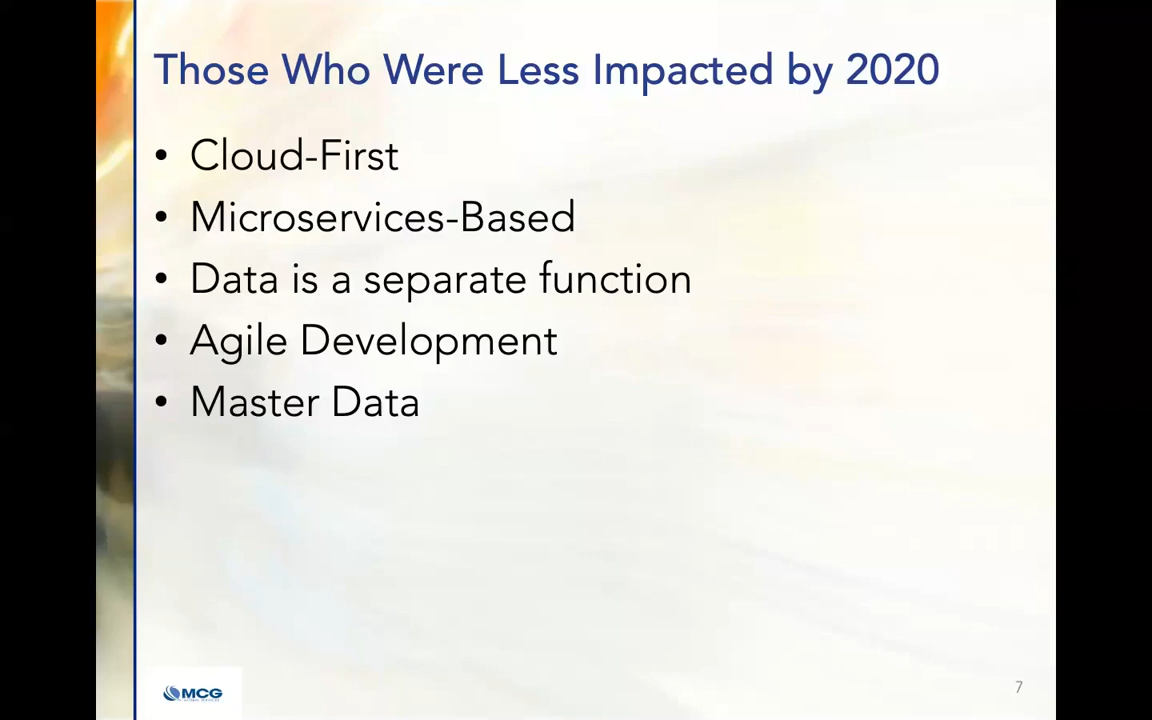 Those Who Were Less Impacted by 2020
• Cloud-First
• Microservices-Based
• Data is a separate function
• Agile Development
• Master Data
MCG
7